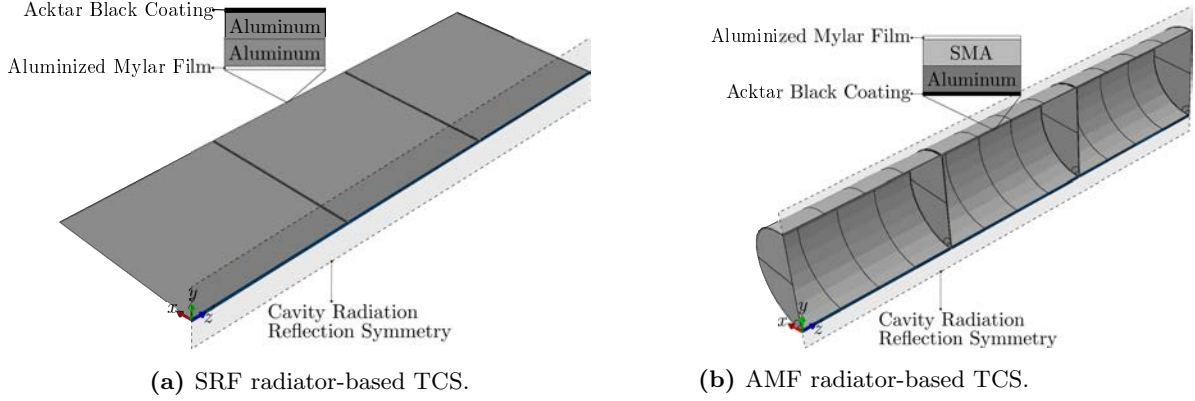 Acktar Black Coating
Aluminum
Aluminum
Aluminized Mylar Film
x
y
z
Cavity Radiation
Reflection Symmetry
(a) SRF radiator-based TCS.
Aluminized Mylar Film
SMA
Aluminum
Acktar Black Coating
x
y
z
Cavity Radiation
Reflection Symmetry
(b) AMF radiator-based TCS.